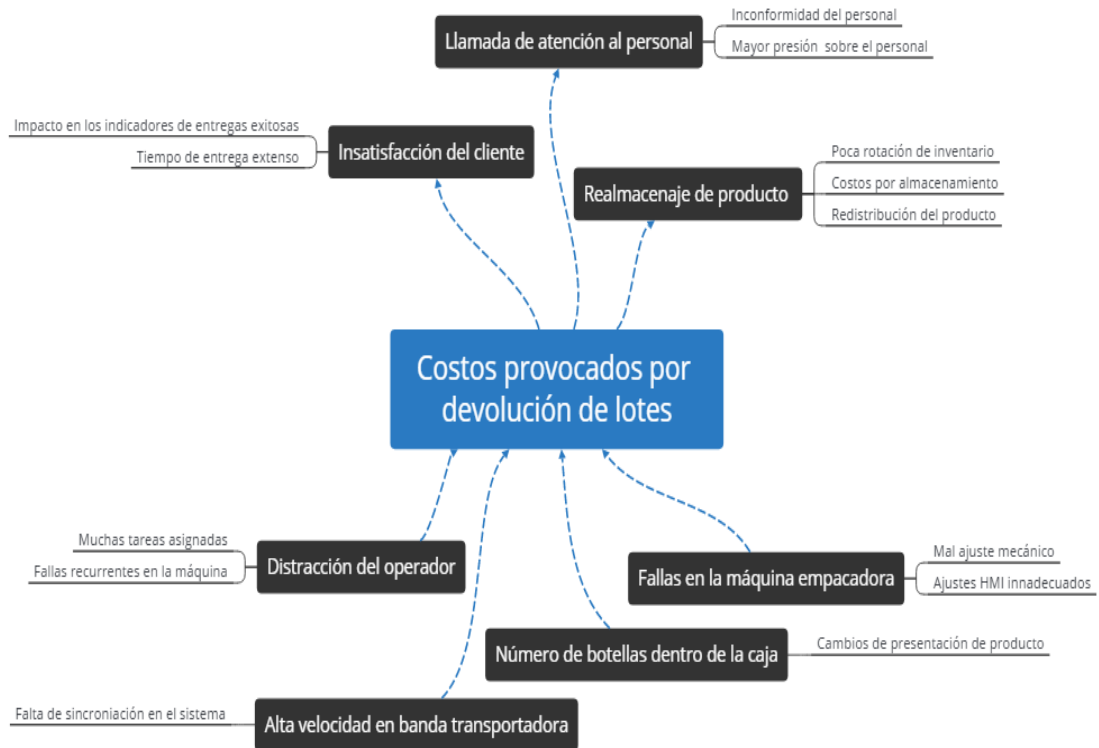 Inconformidad del personal
Llamada de atención al personal
Mayor presión sobre el personal
Impacto en los indicadores de entregas exitosas
Insatisfacción del cliente
Tiempo de entrega extenso
Poca rotación de inventario
Realmacenaje de producto
Costos por almacenamiento
Redistribución del producto
Costos provocados por
devolución de lotes
Muchas tareas asignadas
Distracción del operador
Fallas recurrentes en la máquina
Mal ajuste mecánico
Fallas en la máquina empacadora
Ajustes HMI innadecuados
Número de botellas dentro de la caja
Cambios de presentación de producto
Falta de sincroniación en el sistema
Alta velocidad en banda transportadora